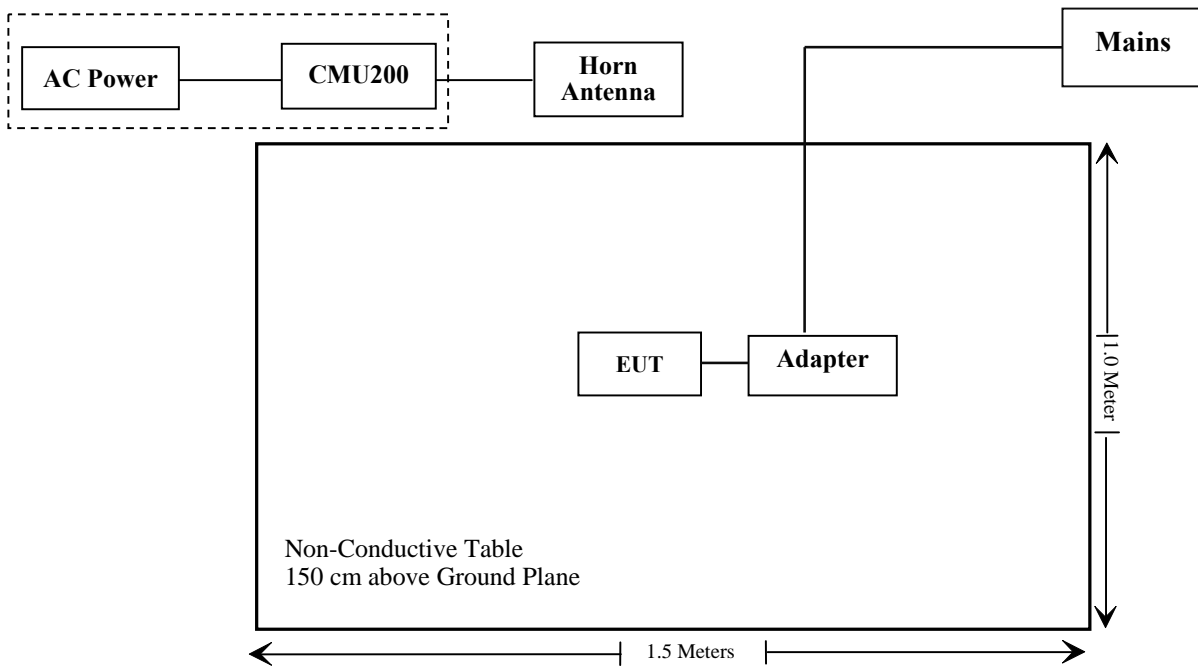 AC Power
CMU200
Horn
Antenna
Mains
EUT
Adapter
1.0 Meter
Non-Conductive Table
150 cm above Ground Plane
1.5 Meters